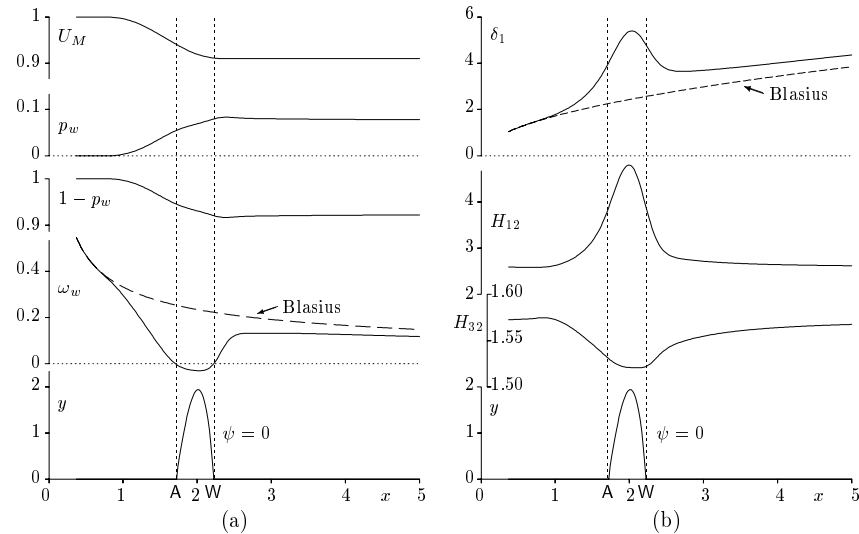 1
U_M
0.9
0.1
p_w
0
1
1 − p_w
0.9
0.4
ω_w
Blasius
0.2
0
2
y
1
ψ = 0
0
0 1 A 2 W 3 4 x 5
(a)
6
δ_1
4
Blasius
2
0
4
H_12
2
2
1.60
H_32
1.55
1.50
2
y
1
ψ = 0
0
0 1 A 2 W 3 4 x 5
(b)